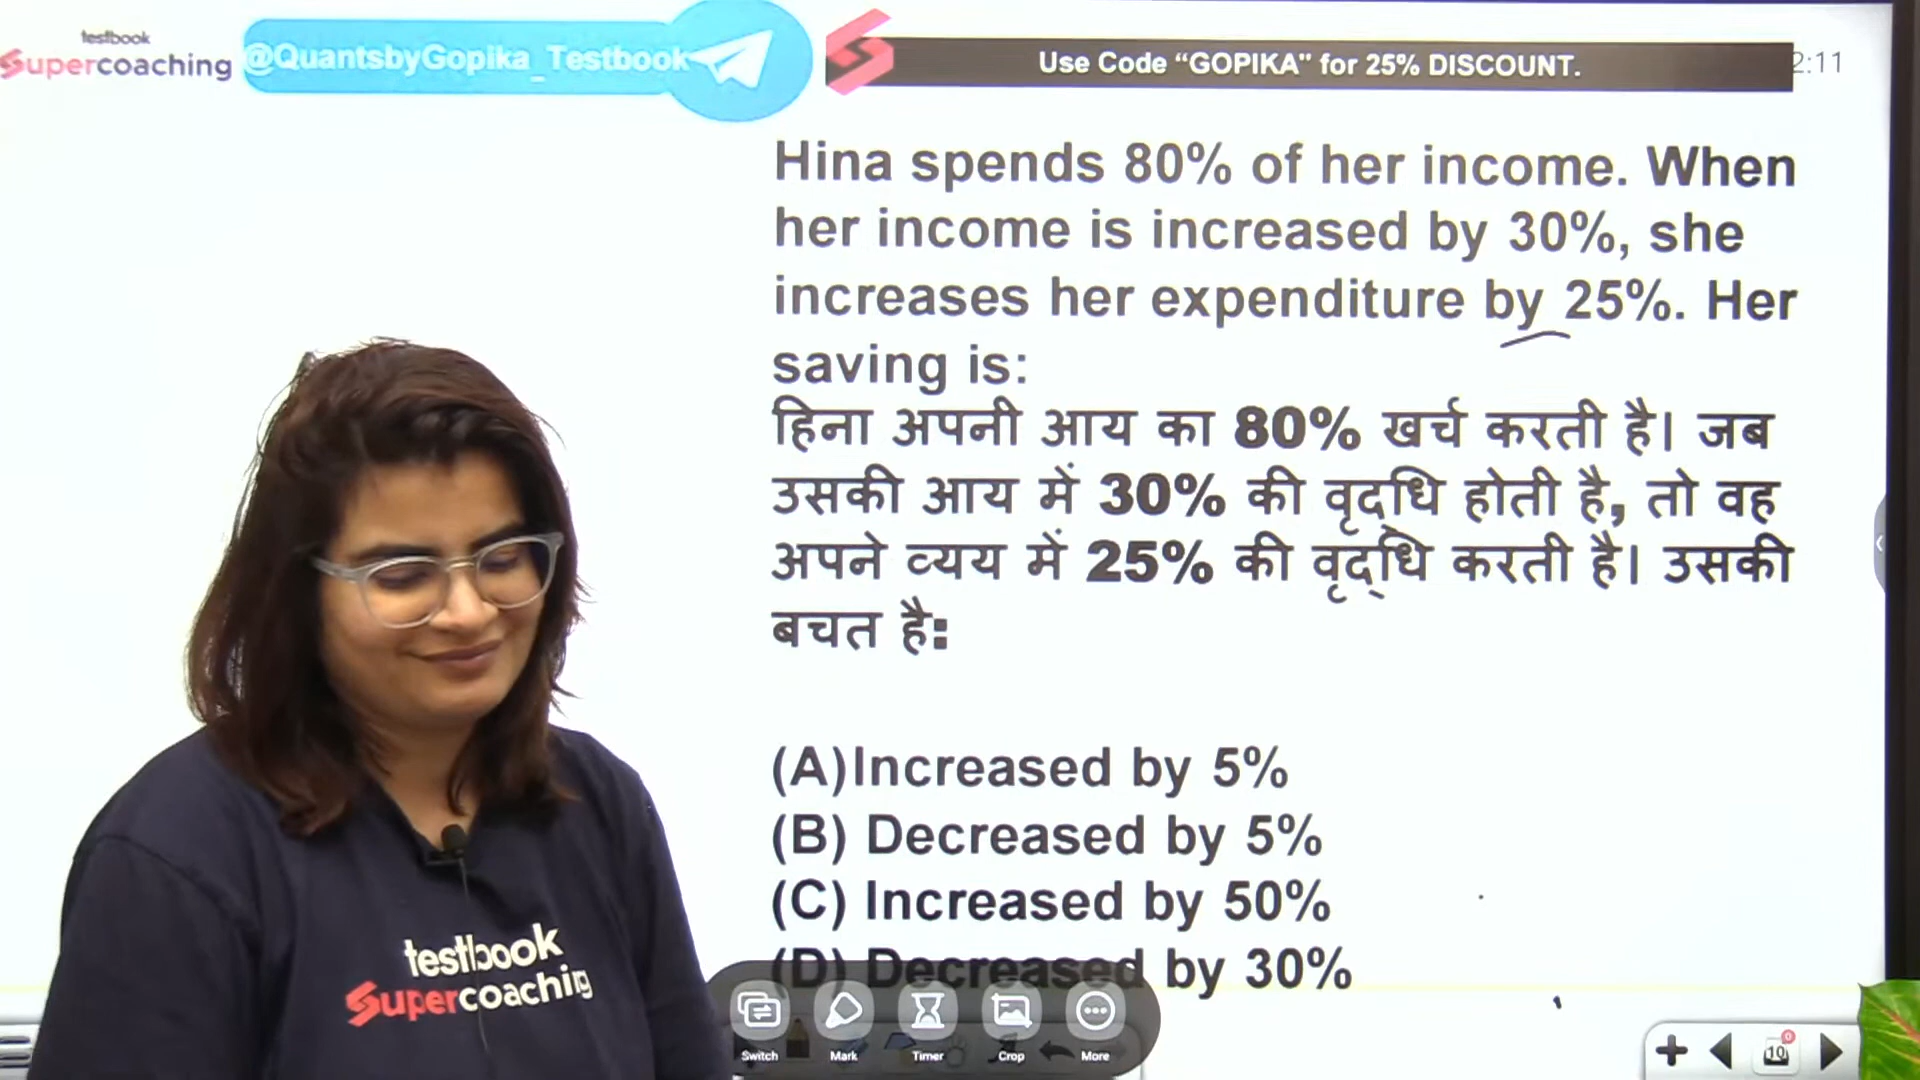 testbook
Supercoaching
@QuantsbyGopika_Testbook
Use Code “GOPIKA” for 25% DISCOUNT.
2:11
Hina spends 80% of her income. When
her income is increased by 30%, she
increases her expenditure by 25%. Her
saving is:
हिना अपनी आय का 80% खर्च करती है। जब
उसकी आय में 30% की वृद्धि होती है, तो वह
अपने व्यय में 25% की वृद्धि करती है। उसकी
बचत है:
(A)Increased by 5%
(B) Decreased by 5%
(C) Increased by 50%
(D) Decreased by 30%
testbook
Supercoaching
Switch
Mark
Timer
Crop
More
10
0